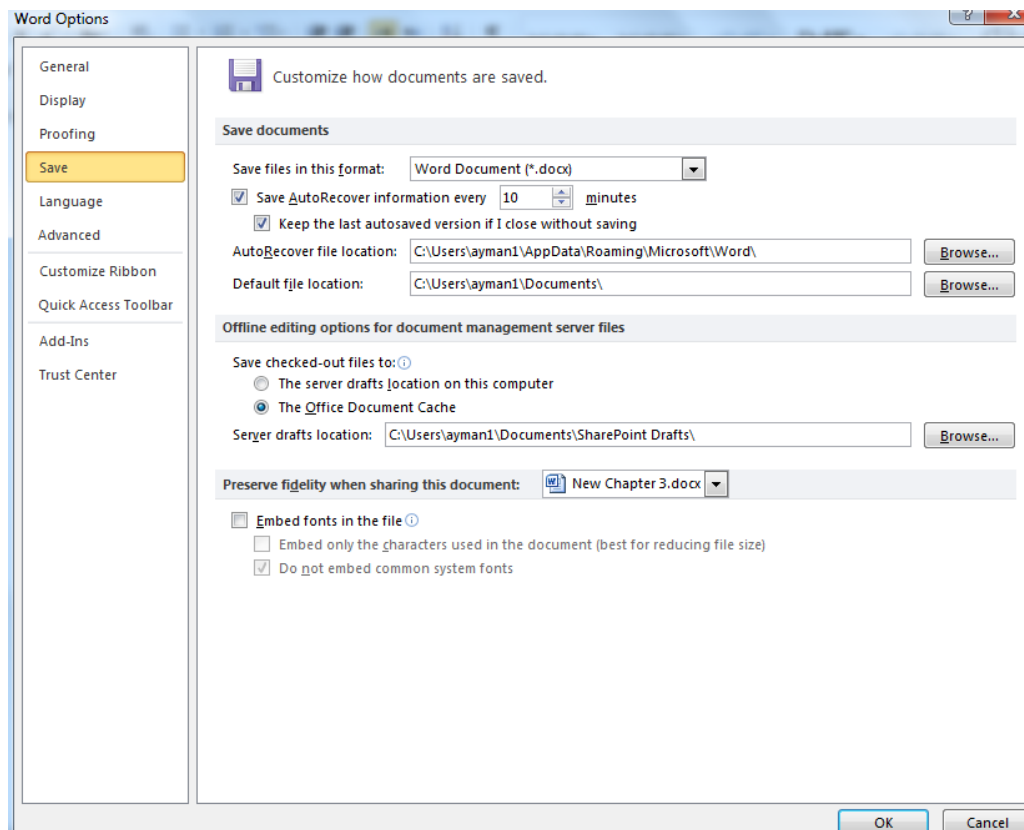 Word Options
General
Display
Proofing
Save
Language
Advanced
Customize Ribbon
Quick Access Toolbar
Add-Ins
Trust Center
Customize how documents are saved.
Save documents
Save files in this format: Word Document (*.docx)
Save AutoRecover information every 10 minutes
Keep the last autosaved version if I close without saving
AutoRecover file location: C:\Users\ayman1\AppData\Roaming\Microsoft\Word\ Browse...
Default file location: C:\Users\ayman1\Documents\ Browse...
Offline editing options for document management server files
Save checked-out files to:
The server drafts location on this computer
The Office Document Cache
Server drafts location: C:\Users\ayman1\Documents\SharePoint Drafts\ Browse...
Preserve fidelity when sharing this document: New Chapter 3.docx
Embed fonts in the file
Embed only the characters used in the document (best for reducing file size)
Do not embed common system fonts
OK Cancel